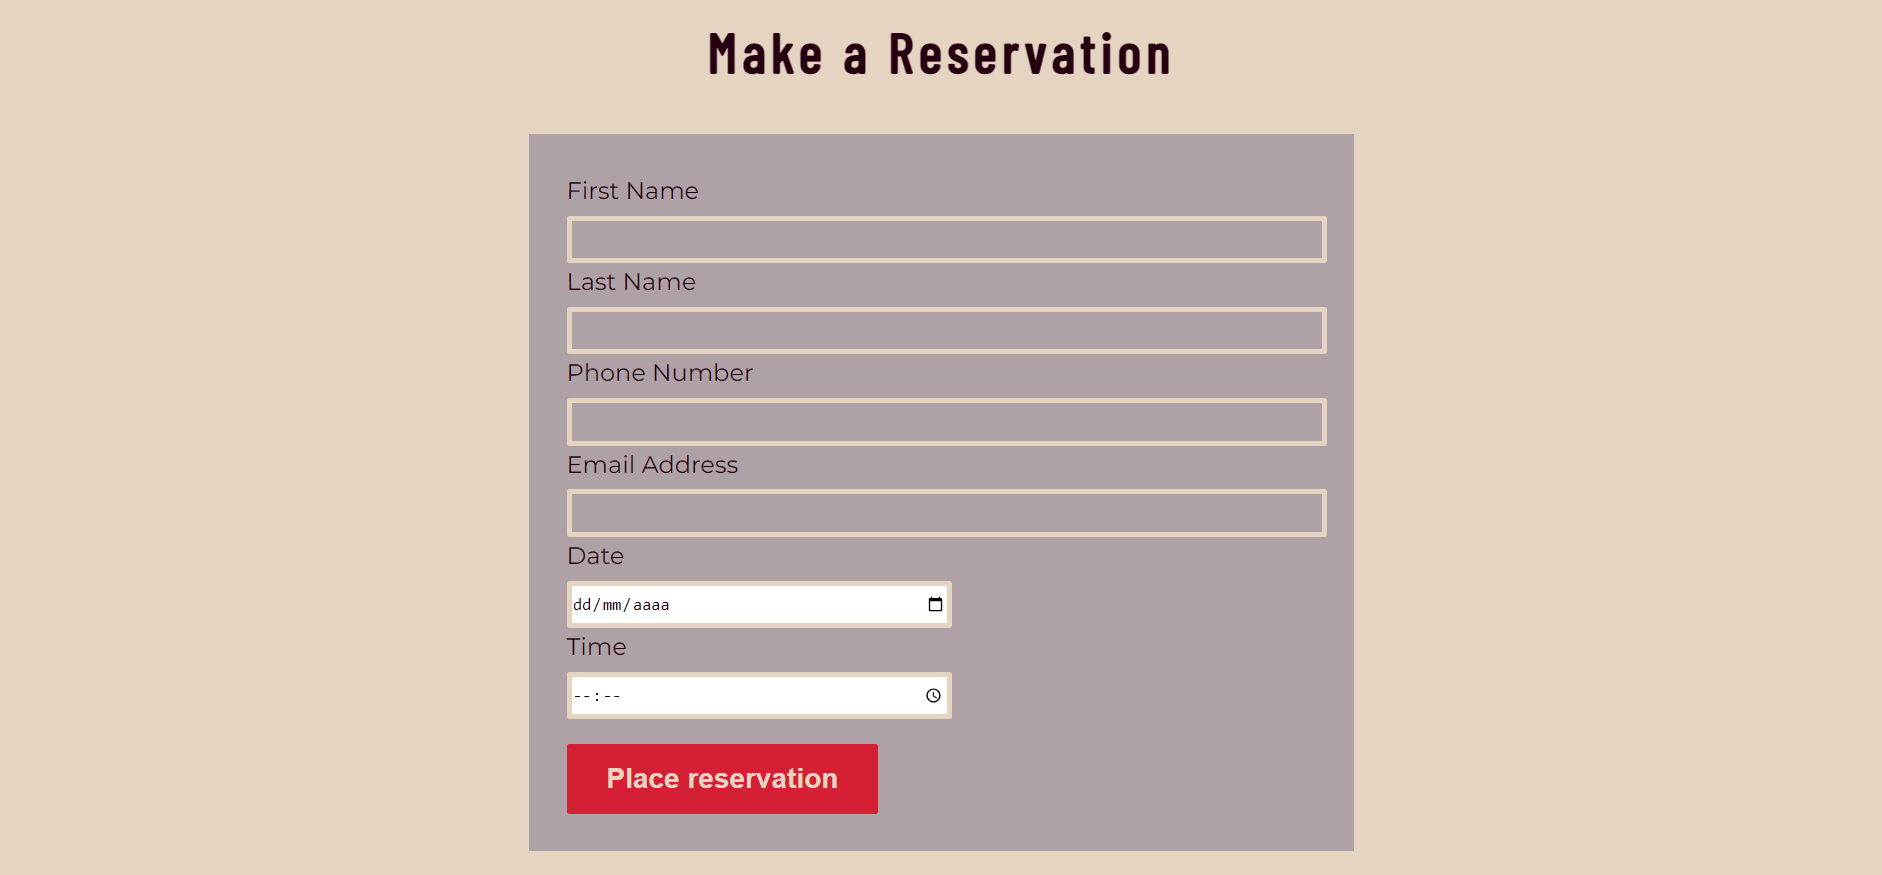 Make a Reservation
First Name
Last Name
Phone Number
Email Address
Date
dd/mm/aaaa
Time
--:--
Place reservation